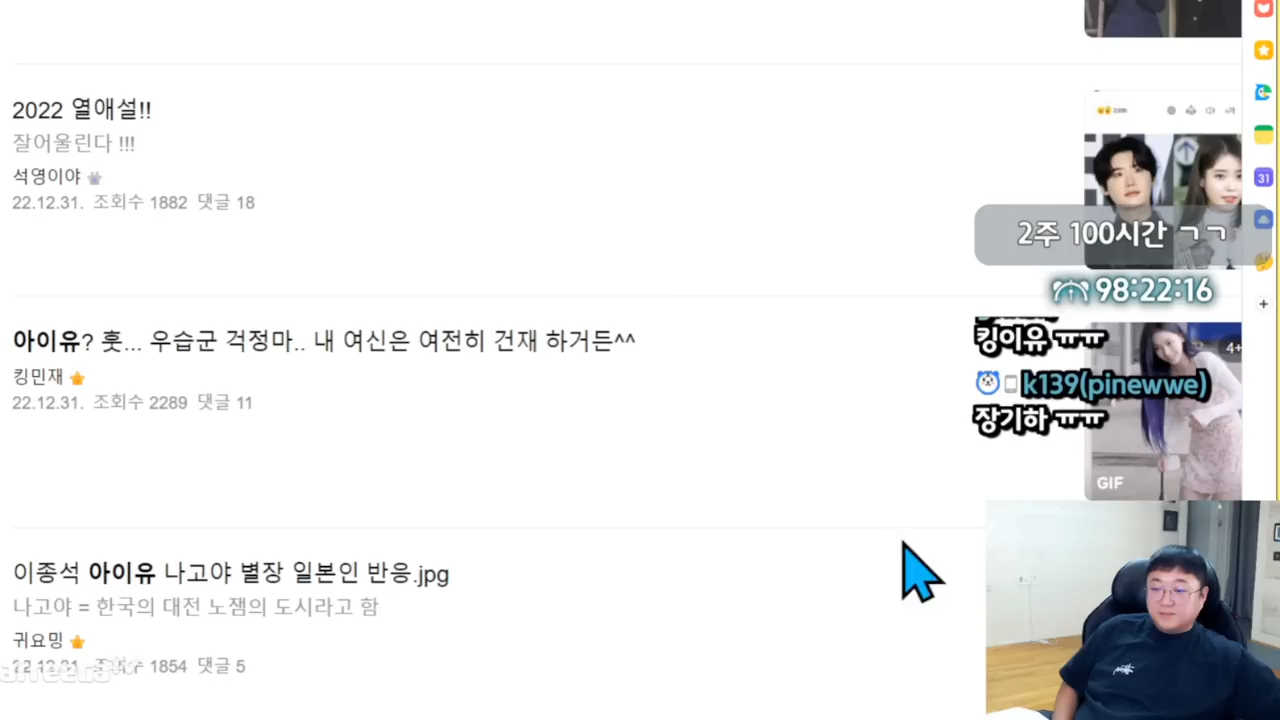 2022 열애설!!
잘어울린다 !!!
석영이야
22.12.31. 조회수 1882 댓글 18
2주 100시간 ㄱㄱ
98:22:16
아이유? 훗... 우습군 걱정마.. 내 여신은 여전히 건재 하거든^^
킹민재
22.12.31. 조회수 2289 댓글 11
킹이유 ㅠㅠ
4+
k139(pinewwe)
장기하 ㅠㅠ
GIF
31
이종석 아이유 나고야 별장 일본인 반응.jpg
나고야 = 한국의 대전 노잼의 도시라고 함
귀요밍
22.12.31. 조회수 1854 댓글 5
afreeca